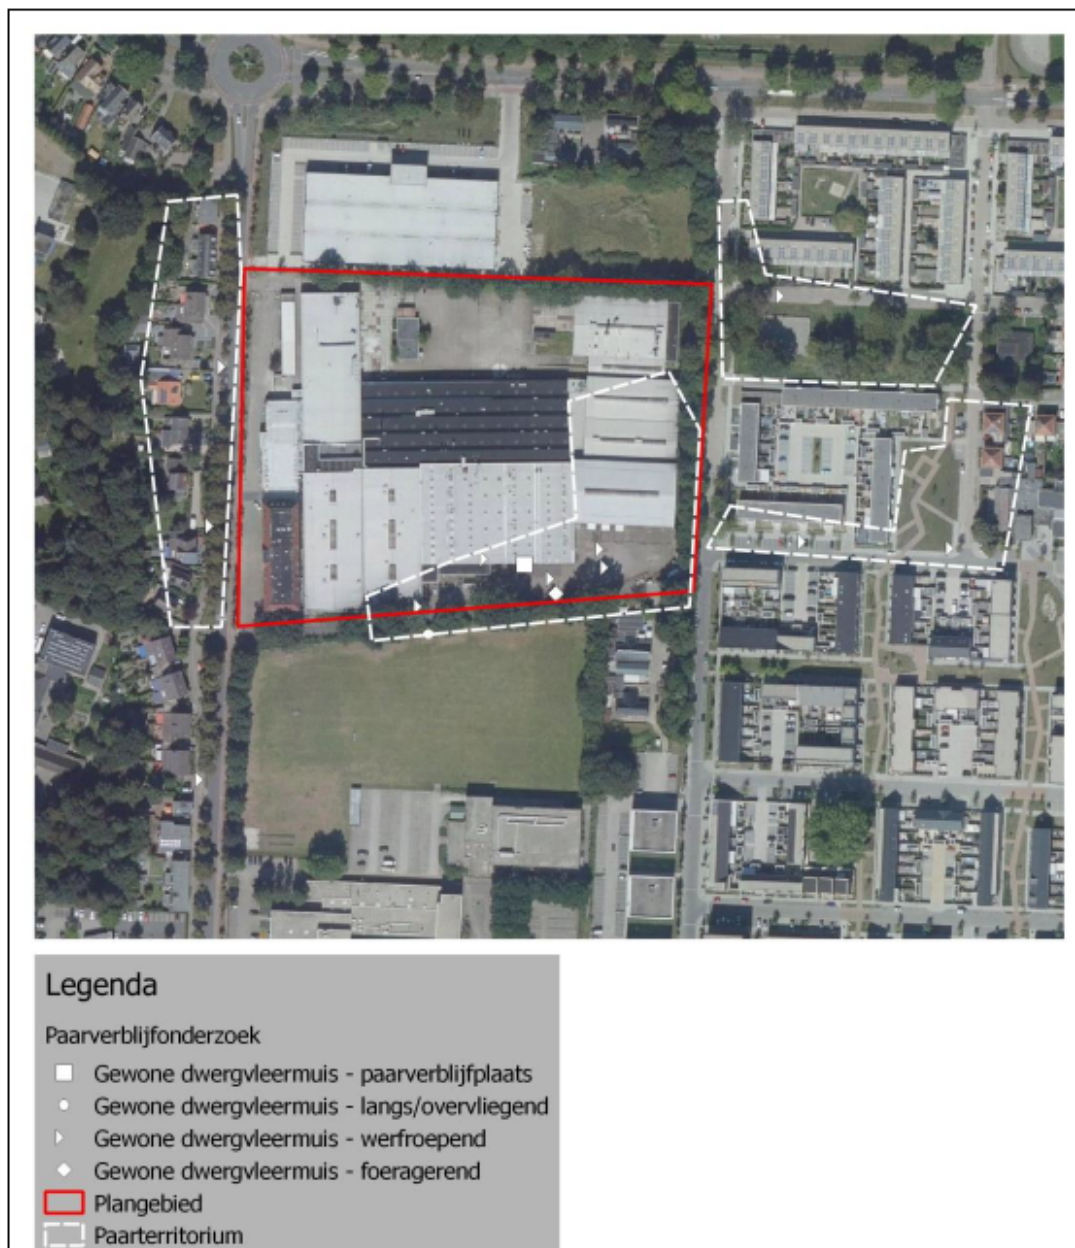 Legenda
Paarverblijfonderzoek
Gewone dwergvleermuis - paarverblijfplaats
Gewone dwergvleermuis - langs/overvliegend
Gewone dwergvleermuis - werfroepend
Gewone dwergvleermuis - foeragerend
Plangebied
Paarterritorium